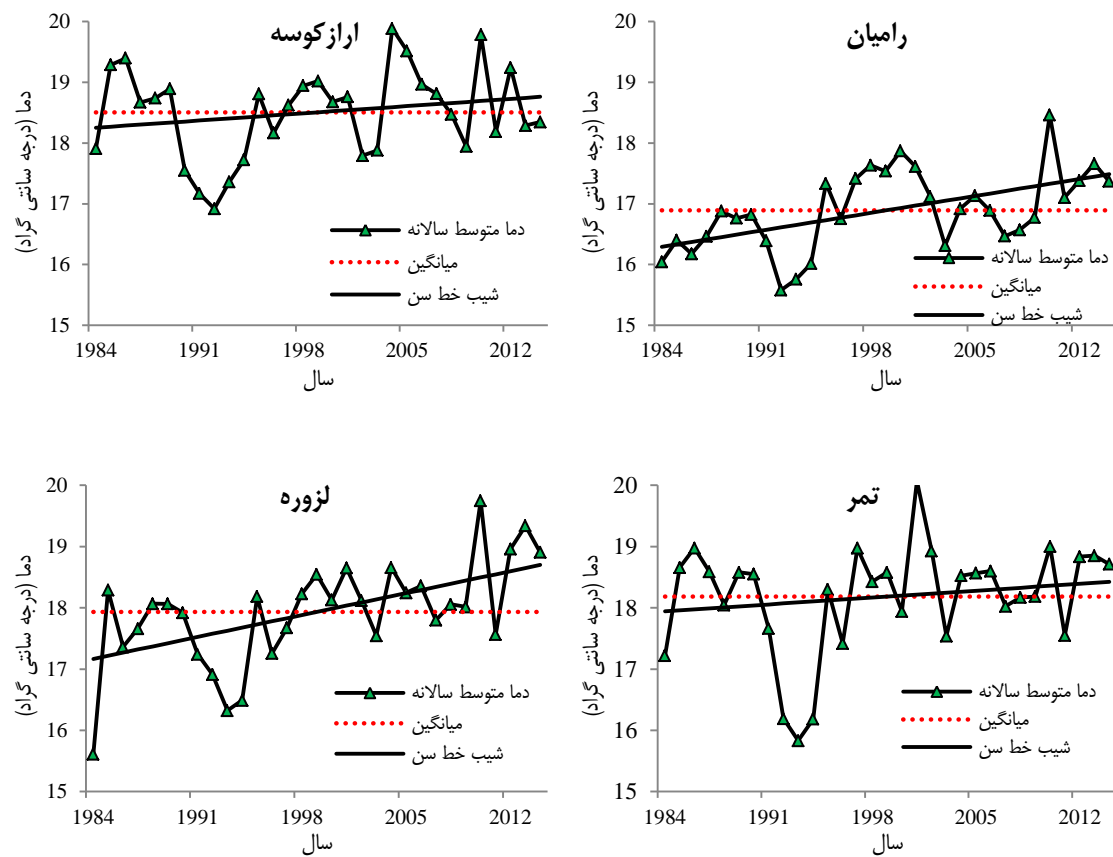 ارازکوسه
دما (درجه سانتی گراد)
20
19
18
17
16
15
دما متوسط سالانه
میانگین
شیب خط سن
1984 1991 1998 2005 2012
سال
رامیان
دما (درجه سانتی گراد)
20
19
18
17
16
15
دما متوسط سالانه
میانگین
شیب خط سن
1984 1991 1998 2005 2012
سال
لزوره
دما (درجه سانتی گراد)
20
19
18
17
16
15
دما متوسط سالانه
میانگین
شیب خط سن
1984 1991 1998 2005 2012
سال
تمر
دما (درجه سانتی گراد)
20
19
18
17
16
15
دما متوسط سالانه
میانگین
شیب خط سن
1984 1991 1998 2005 2012
سال